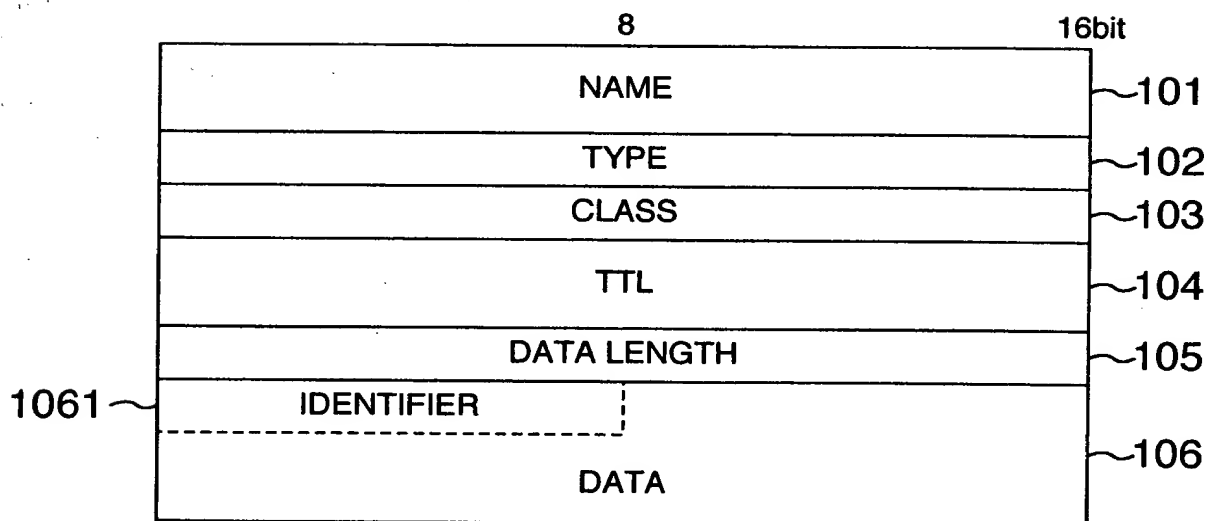 8 16bit
NAME 101
TYPE 102
CLASS 103
TTL 104
DATA LENGTH 105
1061 IDENTIFIER
106
DATA